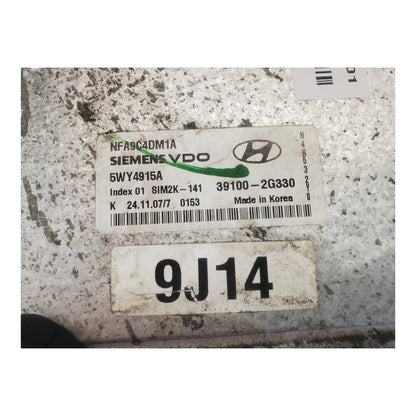 NFA9C4DM1A
SIEMENS VDO
5WY4915A
Index 01 SIM2K-141 39100-2G330
K 24.11.07/7 0153 Made in Korea
9J14